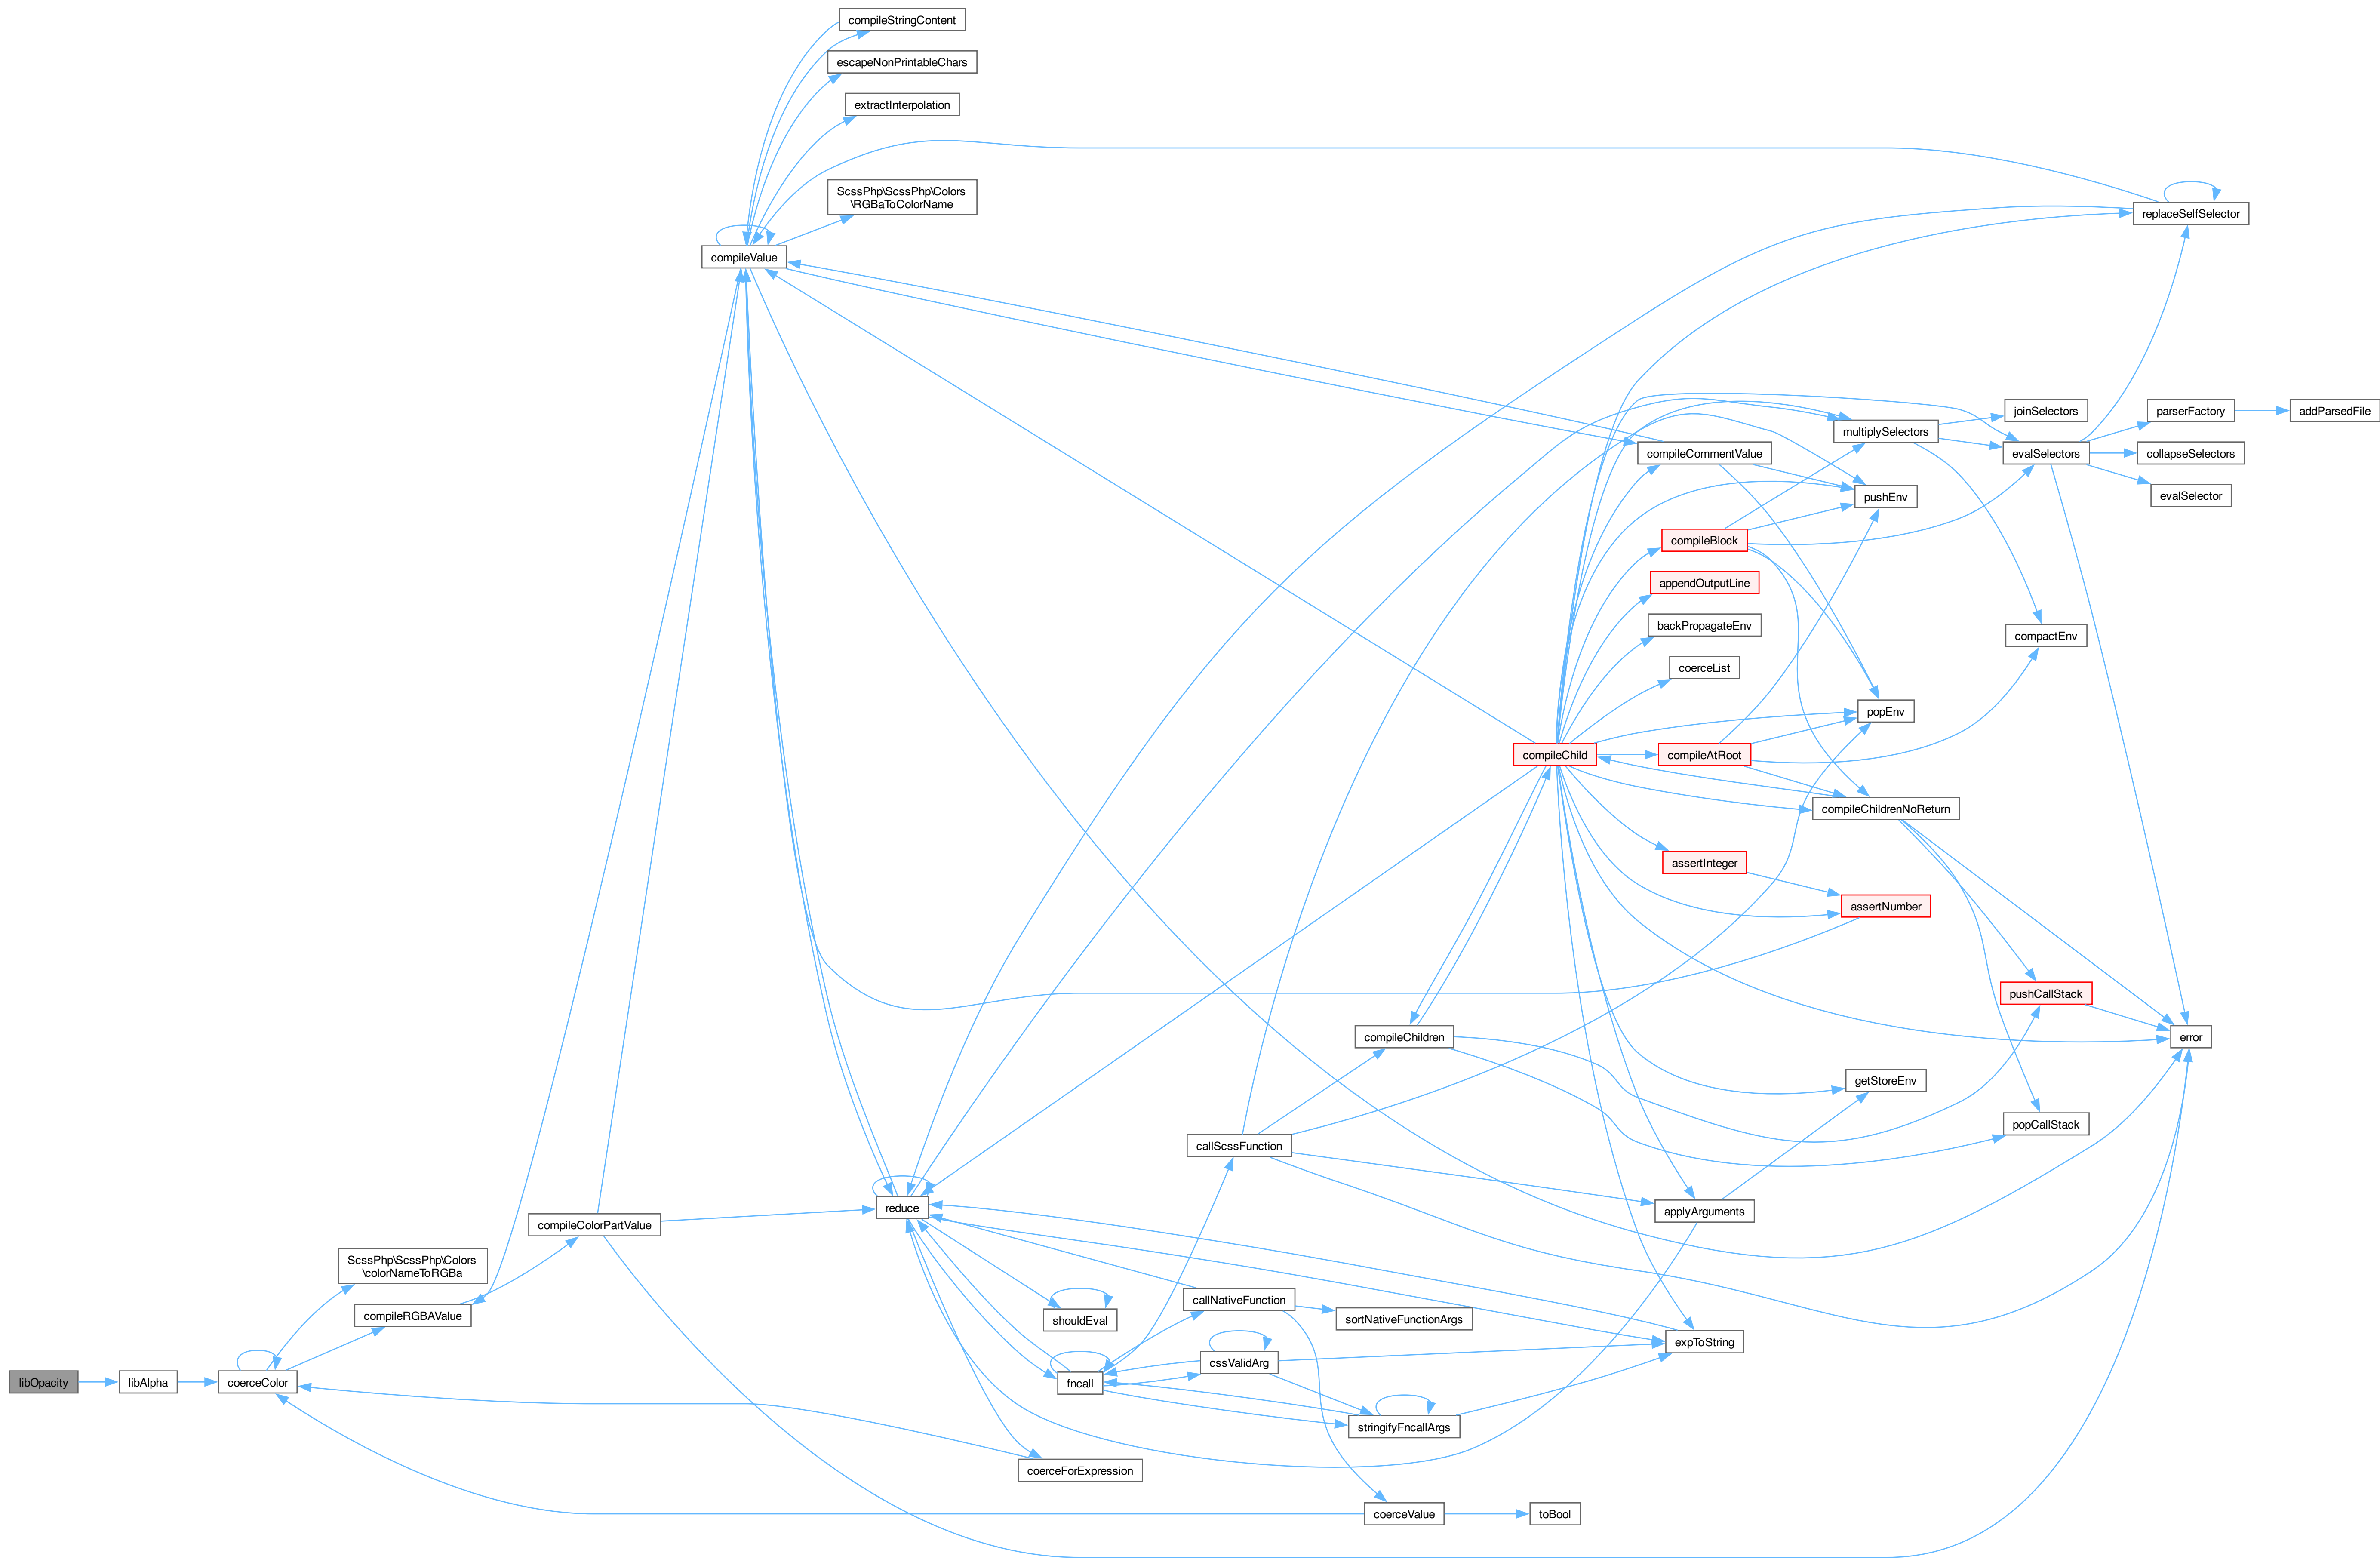 compileStringContent
escapeNonPrintableChars
extractInterpolation
ScssPhp\ScssPhp\Colors
\RGBaToColorName
replaceSelfSelector
compileValue
joinSelectors
parserFactory
addParsedFile
multiplySelectors
compileCommentValue
evalSelectors
collapseSelectors
pushEnv
evalSelector
compileBlock
appendOutputLine
backPropagateEnv
compactEnv
coerceList
popEnv
compileChild
compileAtRoot
compileChildrenNoReturn
assertInteger
assertNumber
pushCallStack
compileChildren
error
getStoreEnv
popCallStack
callScssFunction
reduce
applyArguments
compileColorPartValue
ScssPhp\ScssPhp\Colors
\colorNameToRGBa
callNativeFunction
compileRGBAValue
shouldEval
sortNativeFunctionArgs
expToString
cssValidArg
libOpacity
libAlpha
coerceColor
fncall
stringifyFncallArgs
coerceForExpression
coerceValue
toBool